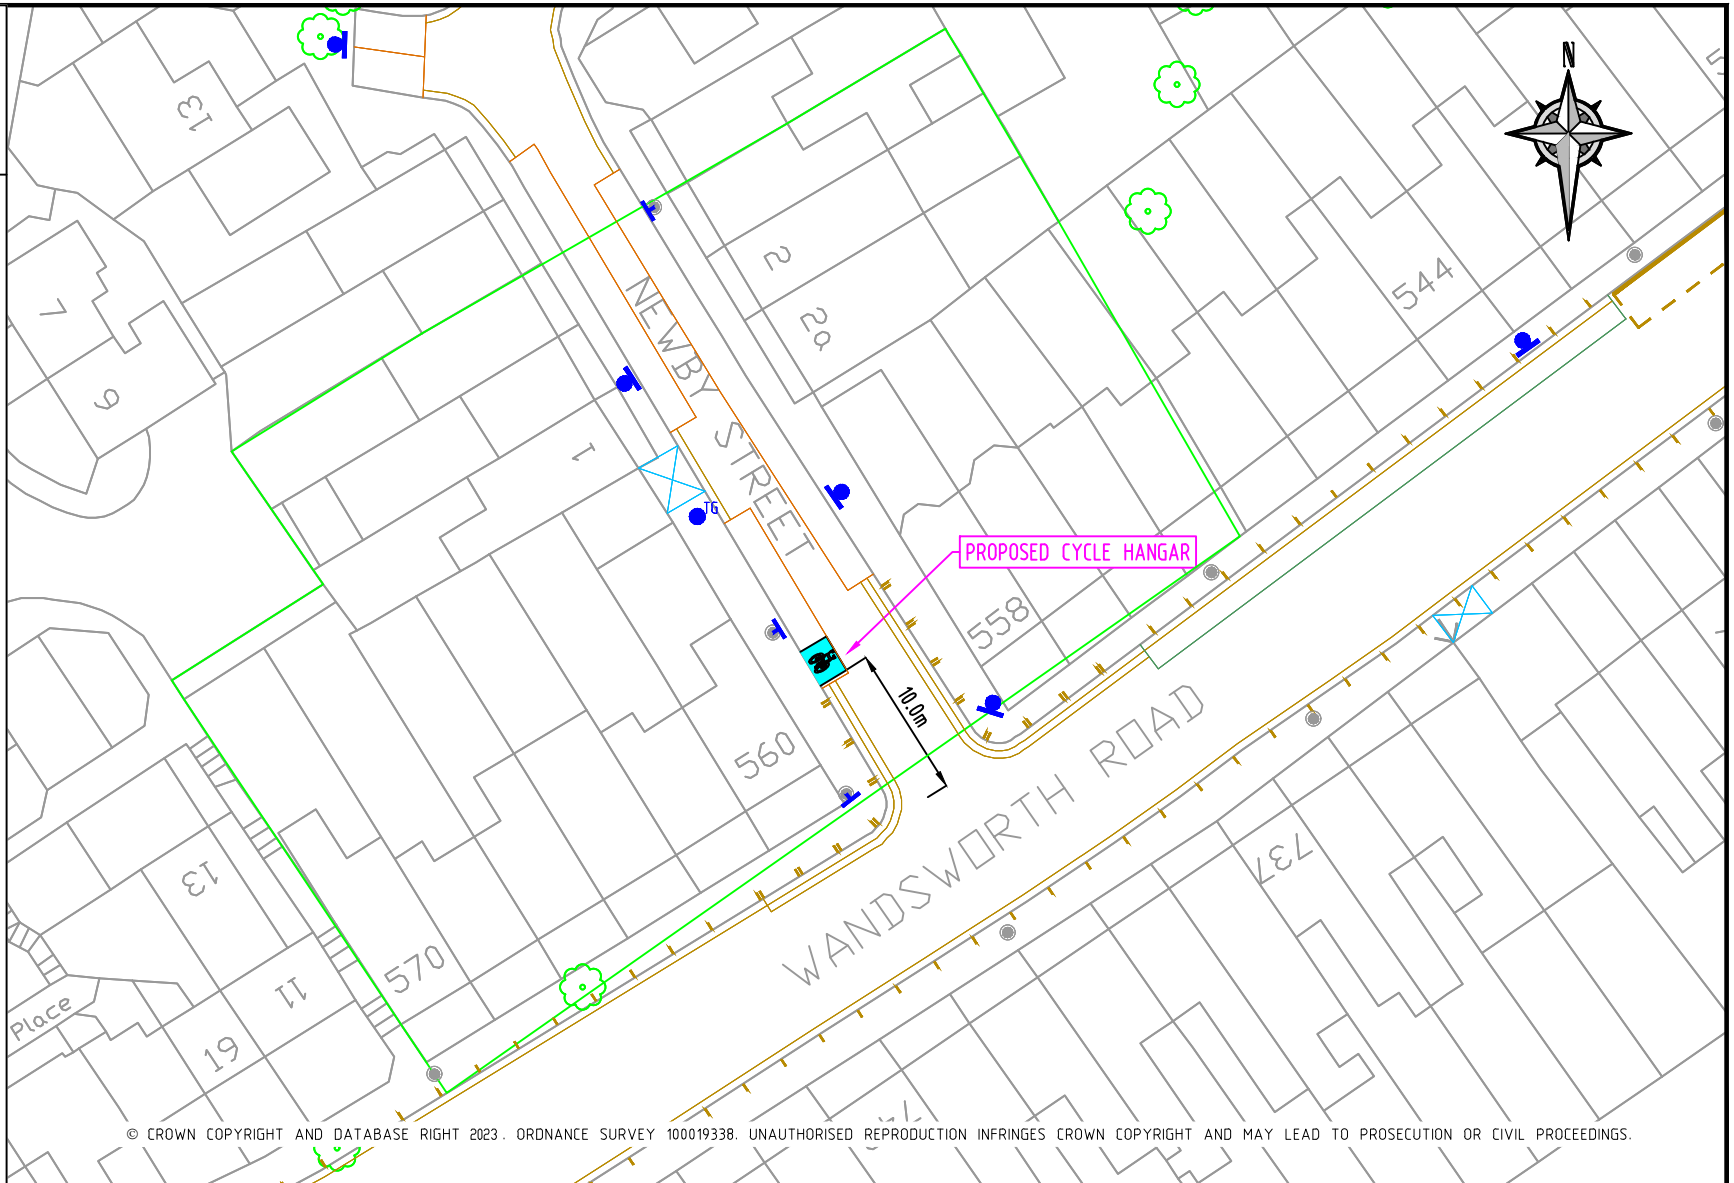 N
13
7
9
2
2a
544
NEWBY STREET
1
TG
PROPOSED CYCLE HANGAR
558
10.0m
560
WANDSWORTH ROAD
737
13
570
11
Place
19
© CROWN COPYRIGHT AND DATABASE RIGHT 2023. ORDNANCE SURVEY 100019338. UNAUTHORISED REPRODUCTION INFRINGES CROWN COPYRIGHT AND MAY LEAD TO PROSECUTION OR CIVIL PROCEEDINGS.